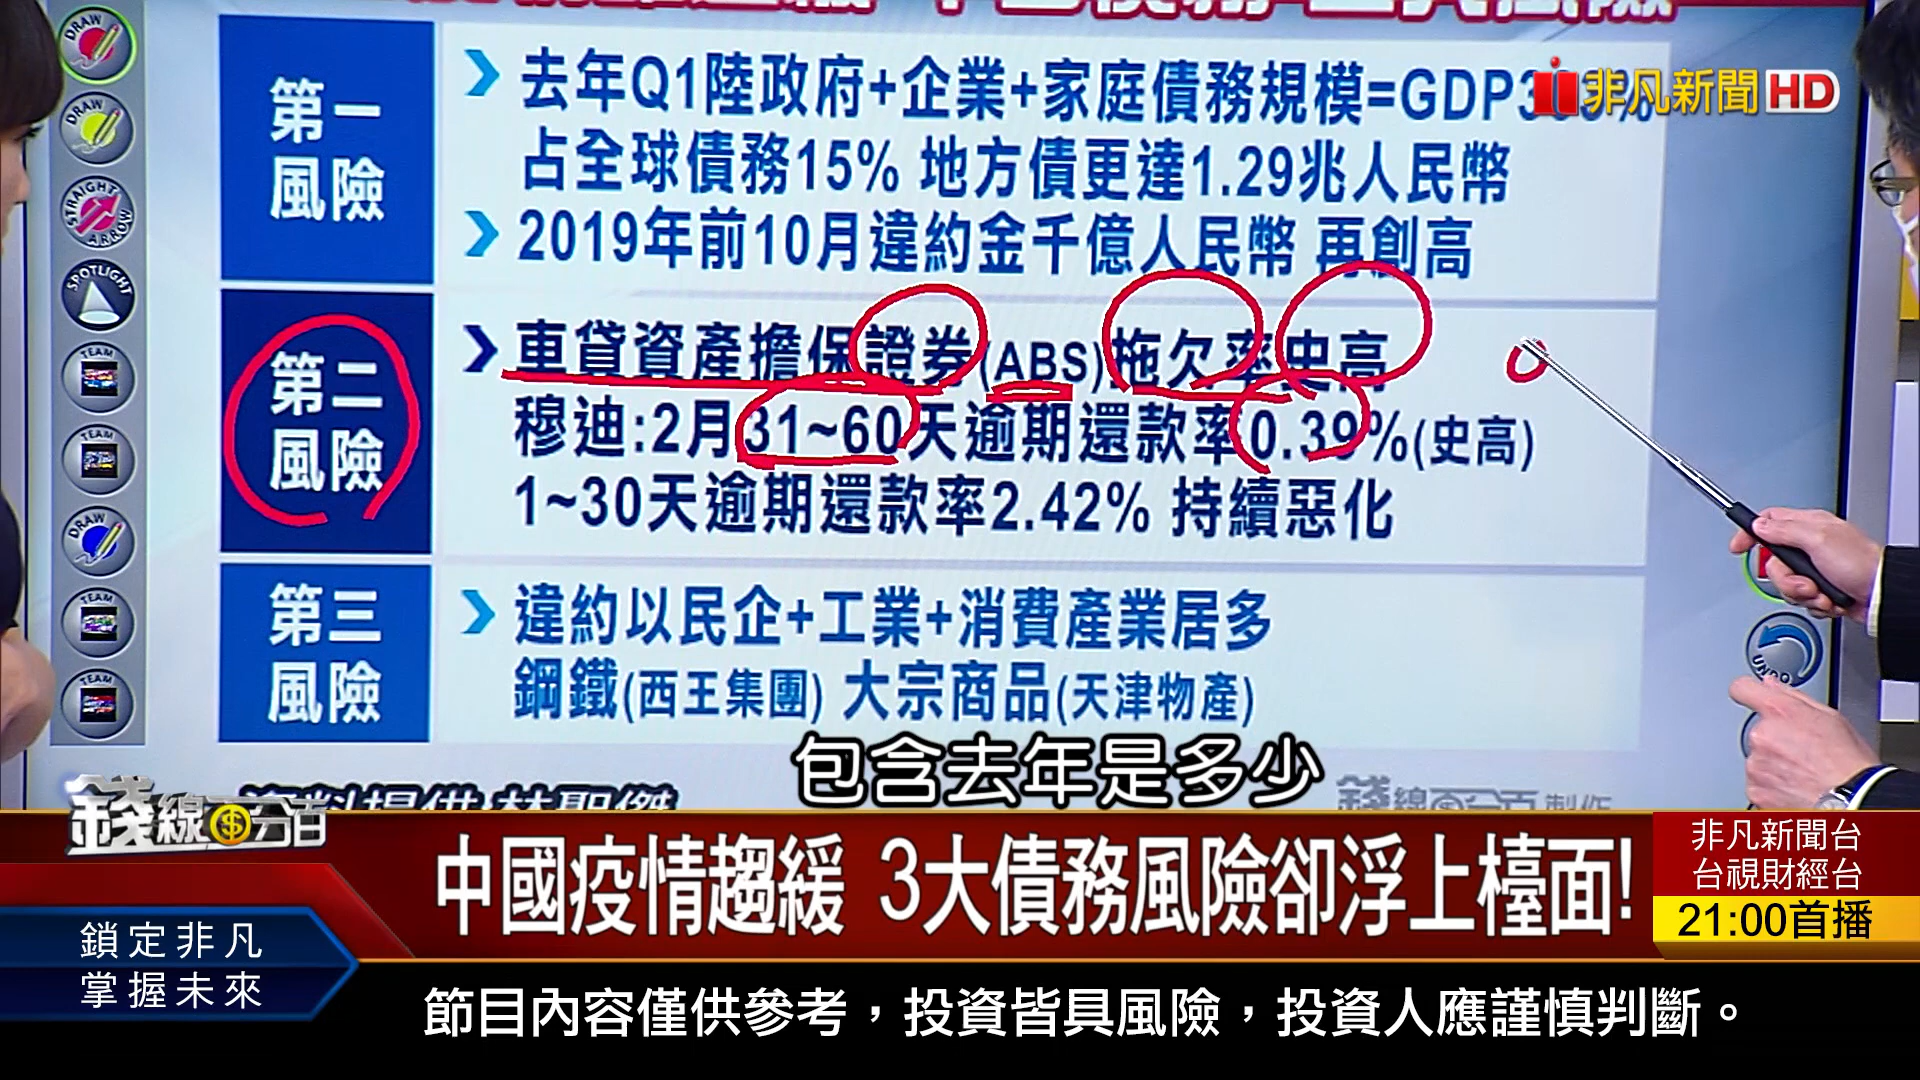 非凡新聞HD
第一
風險
去年Q1陸政府+企業+家庭債務規模=GDP
占全球債務15% 地方債更達1.29兆人民幣
2019年前10月違約金千億人民幣 再創高
第二
風險
車貸資產擔保證券(ABS)拖欠率史高
穆迪:2月31~60天逾期還款率0.39%(史高)
1~30天逾期還款率2.42% 持續惡化
第三
風險
違約以民企+工業+消費產業居多
鋼鐵(西王集團) 大宗商品(天津物產)
DRAW
DRAW
STRAIGHT
ARROW
SPOTLIGHT
TEAM
TEAM
DRAW
TEAM
TEAM
UNDO
包含去年是多少
錢線百分百
中國疫情趨緩 3大債務風險卻浮上檯面!
非凡新聞台
台視財經台
21:00首播
鎖定非凡
掌握未來
節目內容僅供參考，投資皆具風險，投資人應謹慎判斷。